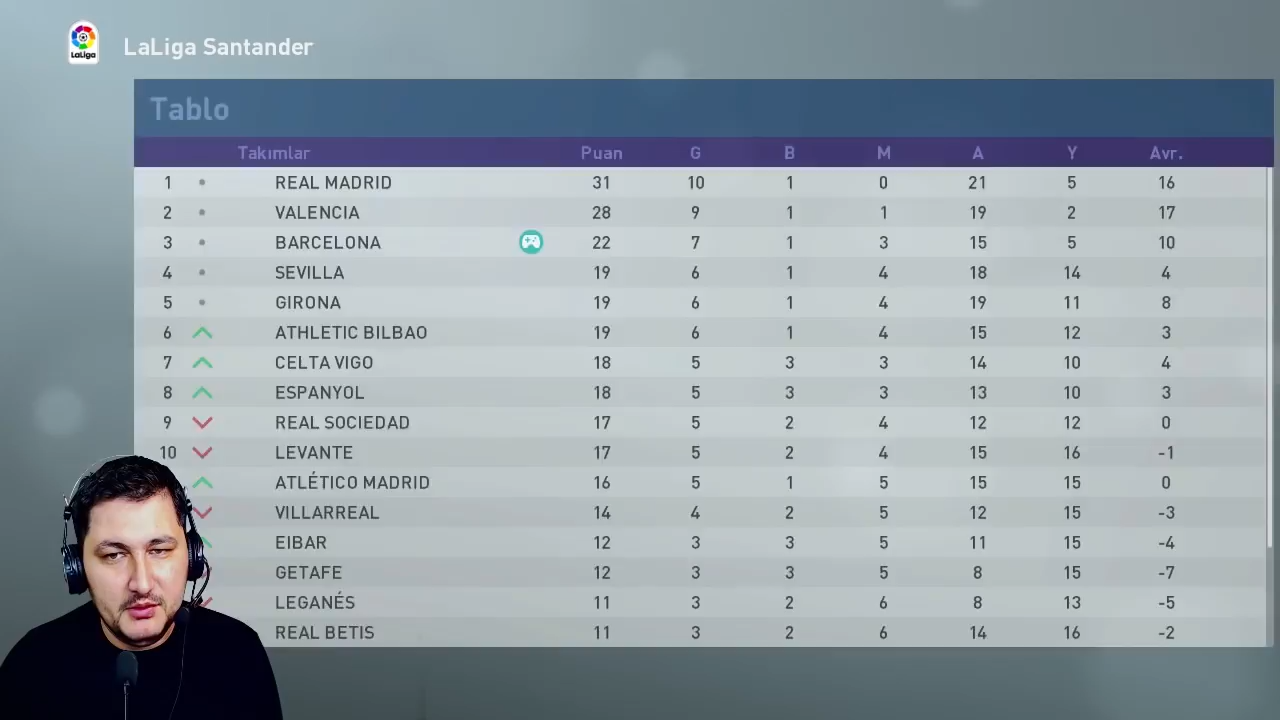 LaLiga
LaLiga Santander
Tablo
Takımlar Puan G B M A Y Avr.
1 REAL MADRID 31 10 1 0 21 5 16
2 VALENCIA 28 9 1 1 19 2 17
3 BARCELONA 22 7 1 3 15 5 10
4 SEVILLA 19 6 1 4 18 14 4
5 GIRONA 19 6 1 4 19 11 8
6 ATHLETIC BILBAO 19 6 1 4 15 12 3
7 CELTA VIGO 18 5 3 3 14 10 4
8 ESPANYOL 18 5 3 3 13 10 3
9 REAL SOCIEDAD 17 5 2 4 12 12 0
10 LEVANTE 17 5 2 4 15 16 -1
ATLÉTICO MADRID 16 5 1 5 15 15 0
VILLARREAL 14 4 2 5 12 15 -3
EIBAR 12 3 3 5 11 15 -4
GETAFE 12 3 3 5 8 15 -7
LEGANÉS 11 3 2 6 8 13 -5
REAL BETIS 11 3 2 6 14 16 -2